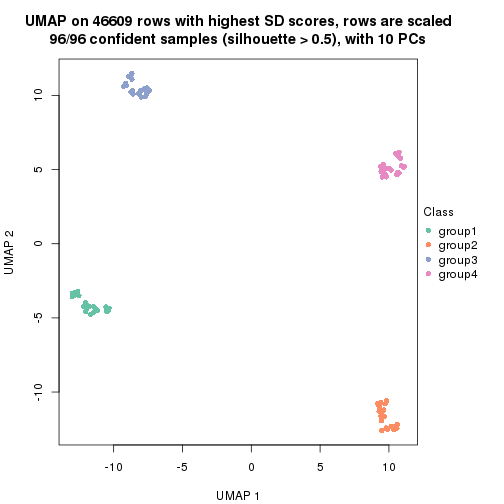 UMAP on 46609 rows with highest SD scores, rows are scaled
96/96 confident samples (silhouette > 0.5), with 10 PCs
10
5
0
-5
-10
UMAP 2
-10
-5
0
5
10
UMAP 1
Class
group1
group2
group3
group4